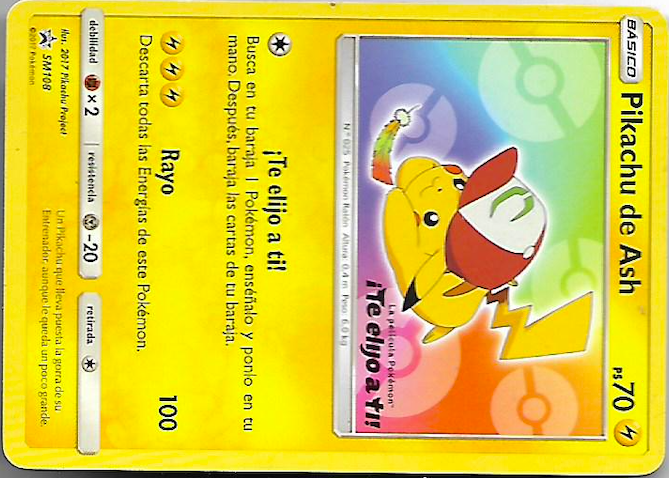 BÁSICO
Pikachu de Ash
PS70
La película Pokémon
¡Te elijo a ti!
N.º 025 Pokémon Ratón Altura: 0,4 m Peso: 6,0 kg
¡Te elijo a ti!
Busca en tu baraja 1 Pokémon, enséñalo y ponlo en tu
mano. Después, baraja las cartas de tu baraja.
Rayo 100
Descarta todas las Energías de este Pokémon.
debilidad ×2
resistencia -20
retirada
Ilus. 2017 Pikachu Project
SM108
©2017 Pokémon
Un Pikachu que lleva puesta la gorra de su
Entrenador, aunque le queda un poco grande.